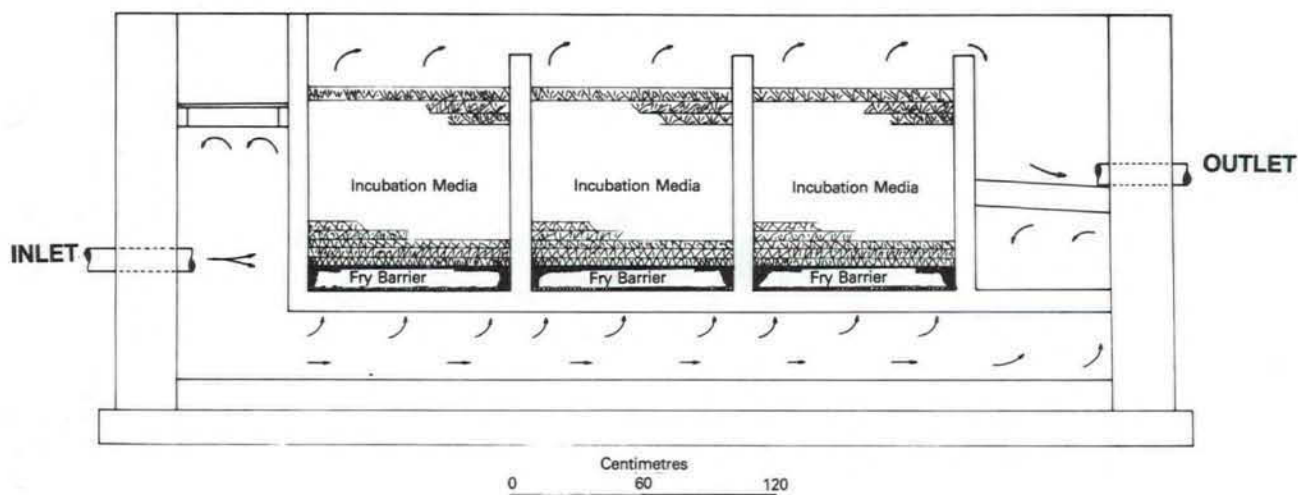 OUTLET
Incubation Media
Incubation Media
Incubation Media
INLET
Fry Barrier
Fry Barrier
Fry Barrier
Centimetres
0 60 120